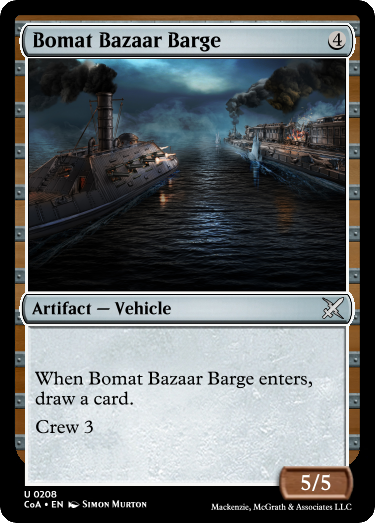 Bomat Bazaar Barge 4
Artifact — Vehicle
When Bomat Bazaar Barge enters,
draw a card.
Crew 3
5/5
U 0208
CoA • EN Simon Murton
Mackenzie, McGrath & Associates LLC